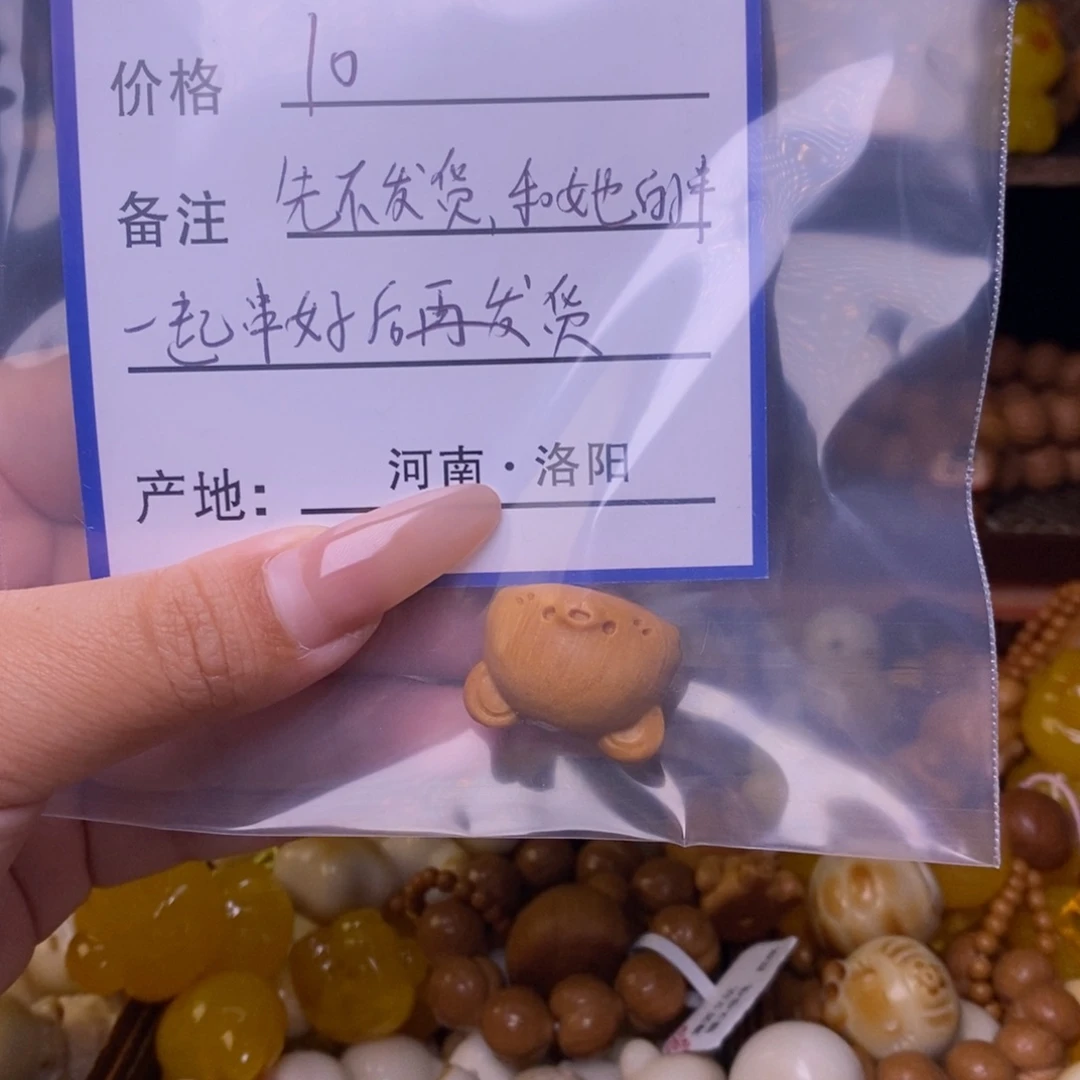 价格 10
备注 先不发货,和她的串
一起串好后再发货
产地: 河南·洛阳